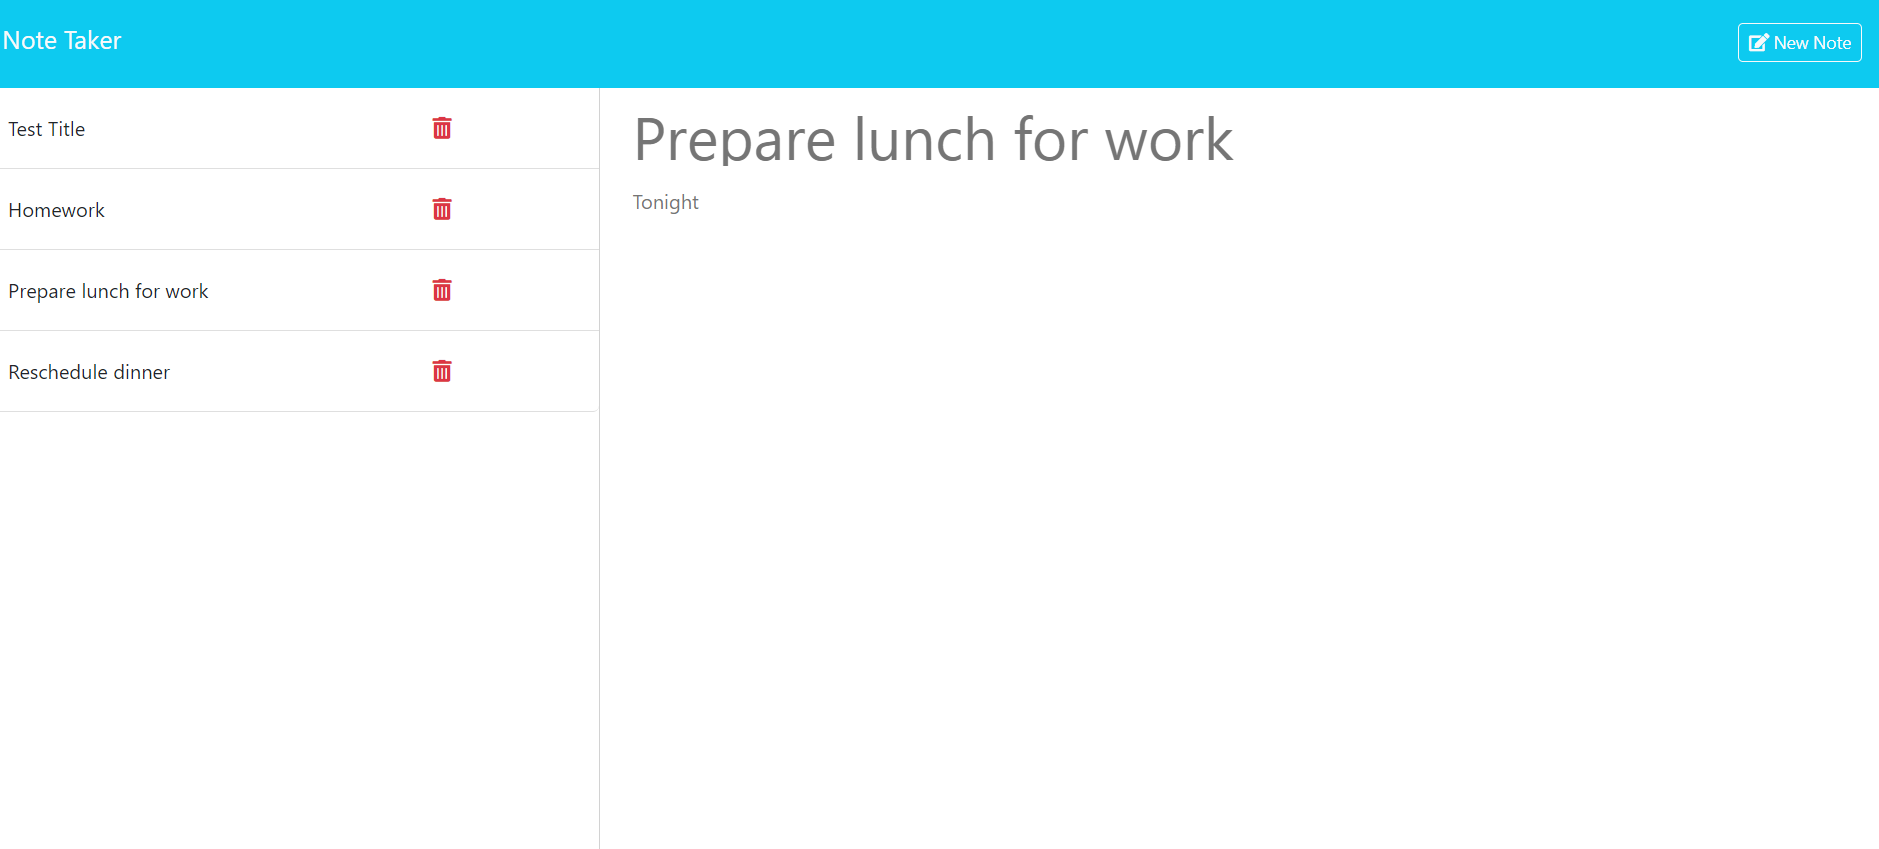 Note Taker
New Note
Test Title
Homework
Prepare lunch for work
Reschedule dinner
Prepare lunch for work
Tonight